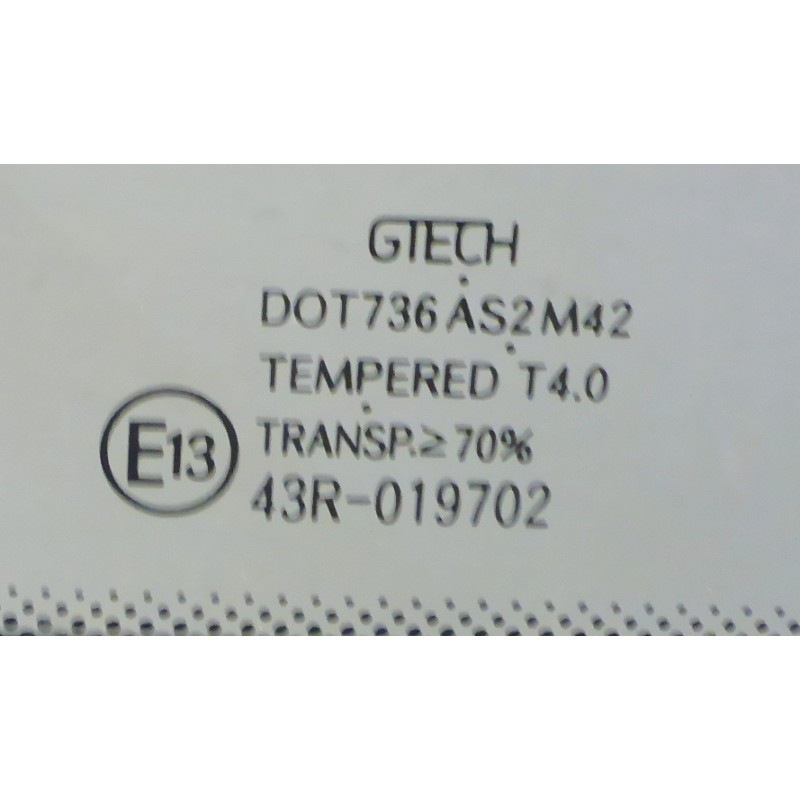 GTECH
DOT736 AS2 M42
TEMPERED T4.0
TRANSP.≥70%
E13
43R-019702